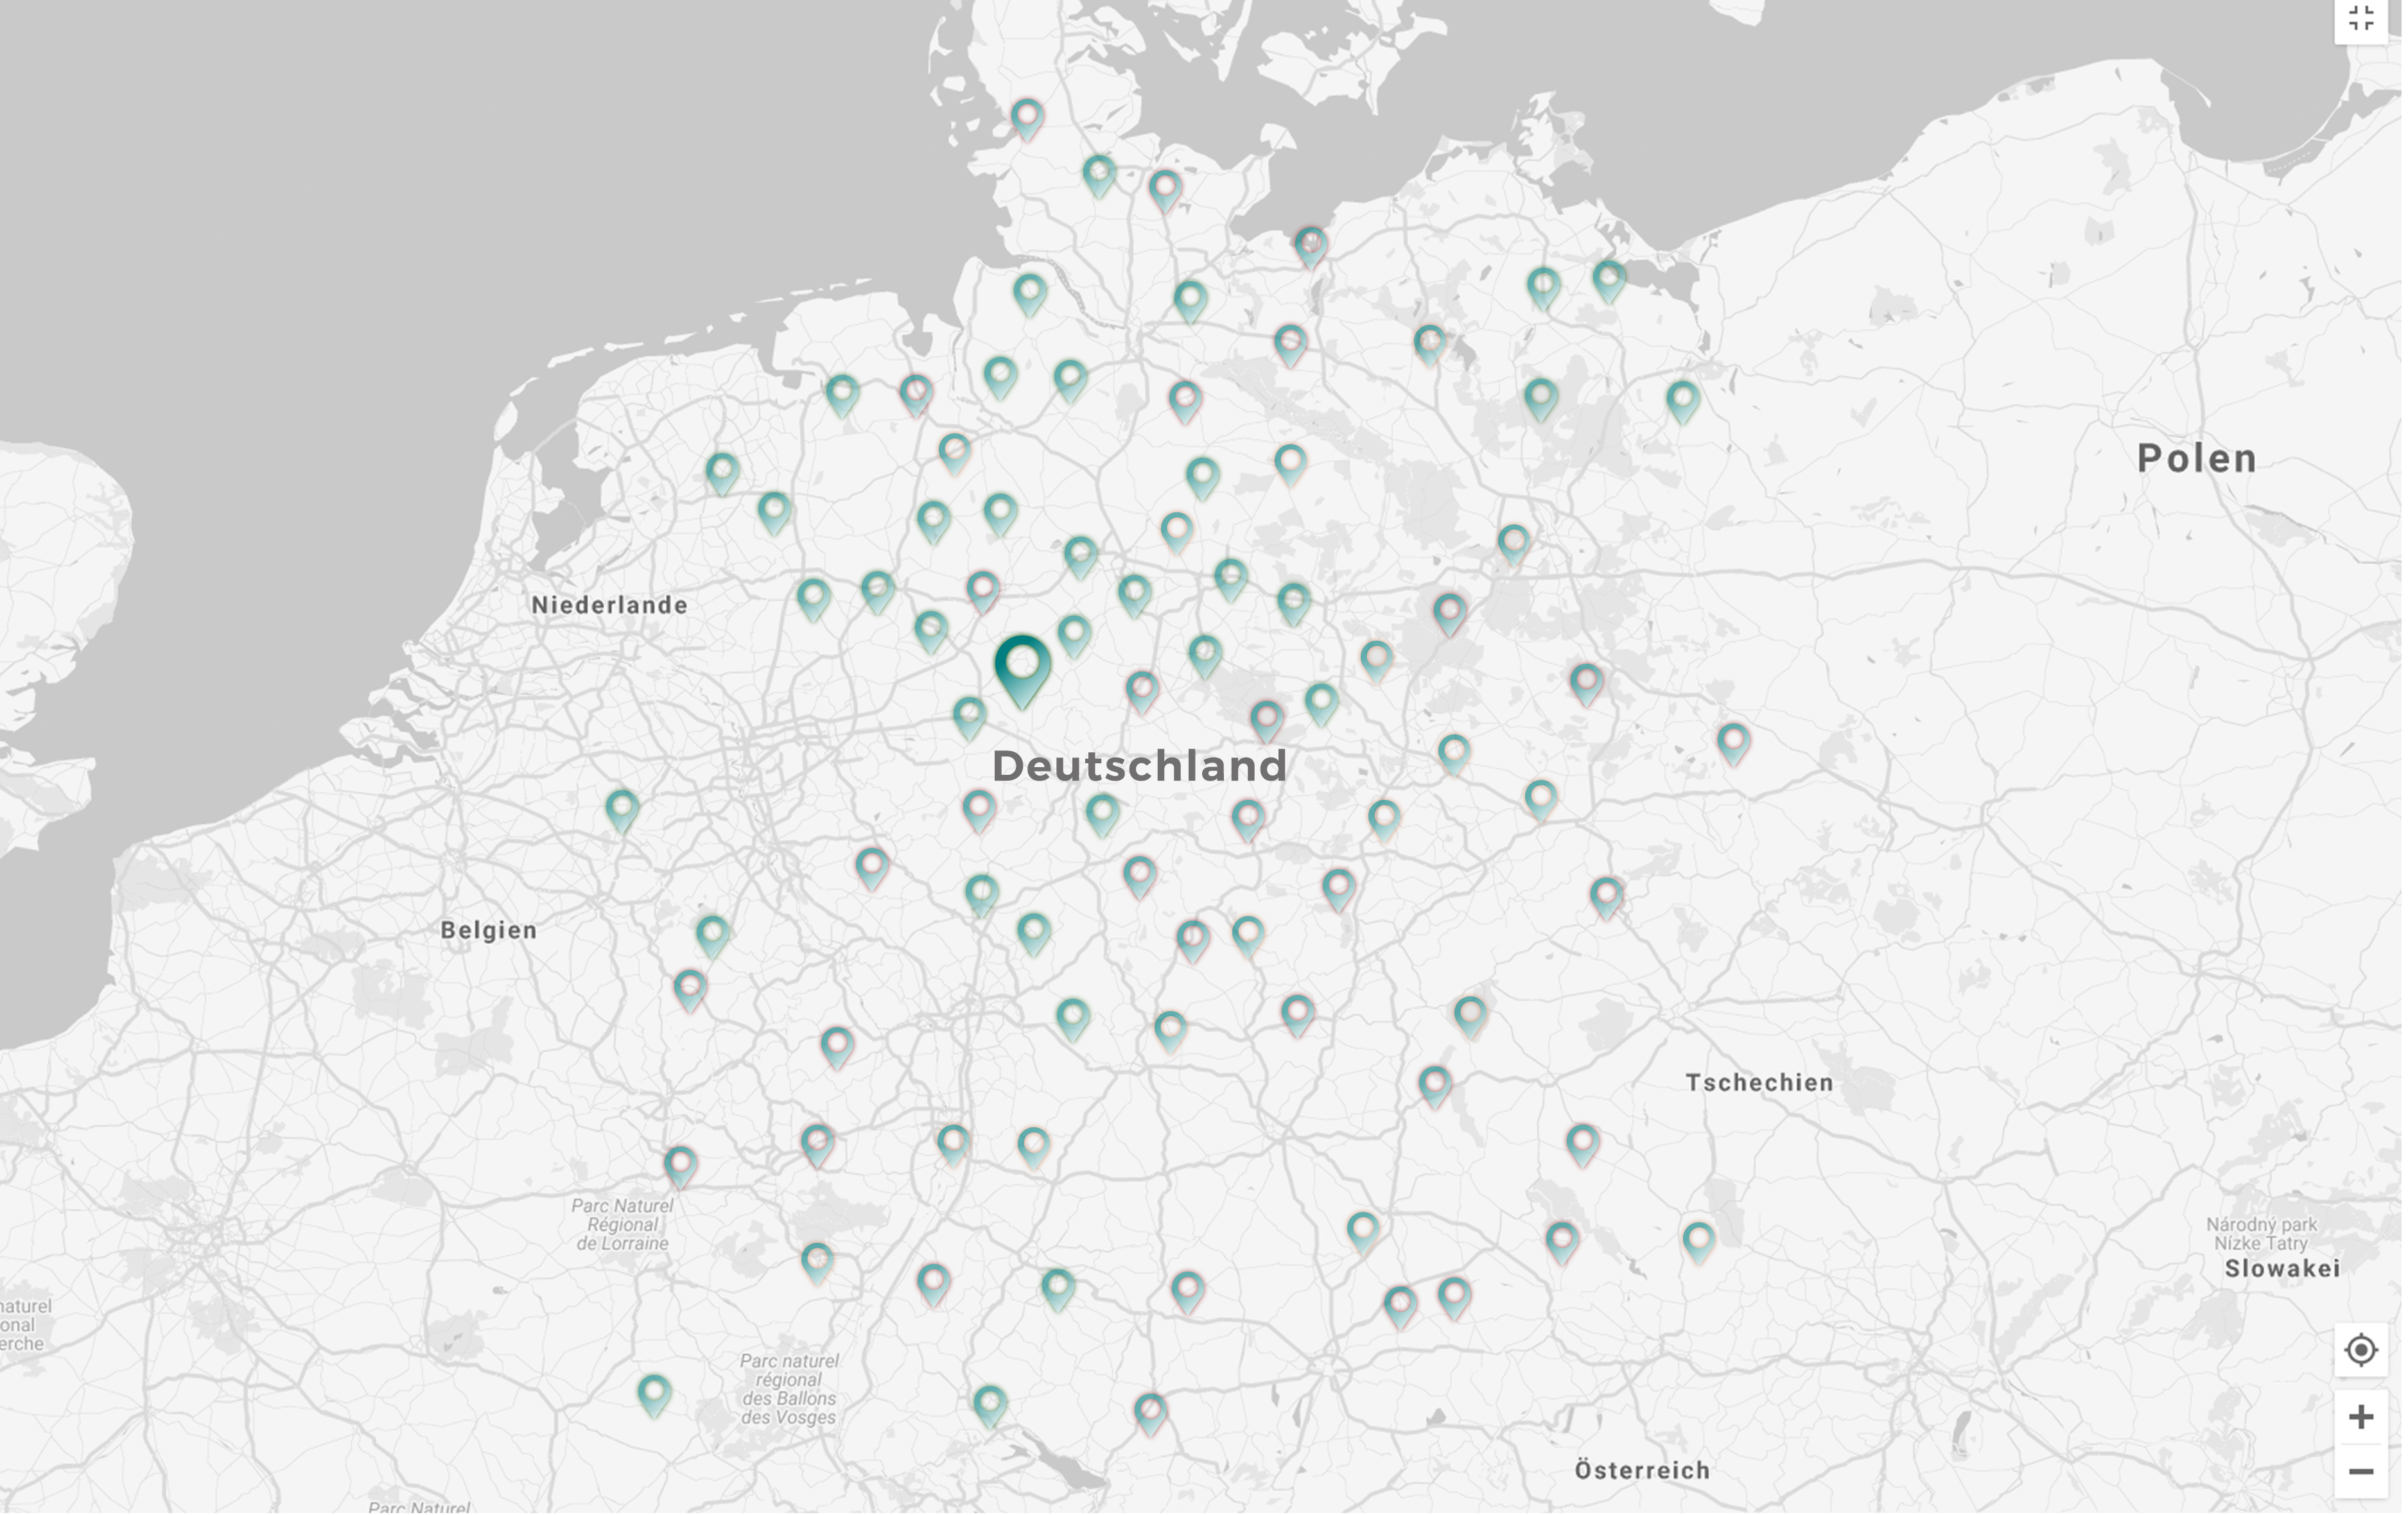 Polen
Niederlande
Deutschland
Belgien
Tschechien
Parc Naturel
Régional
de Lorraine
Národný park
Nízke Tatry
Slowakei
naturel
onal
erche
Parc naturel
régional
des Ballons
des Vosges
Österreich
Parc Naturel